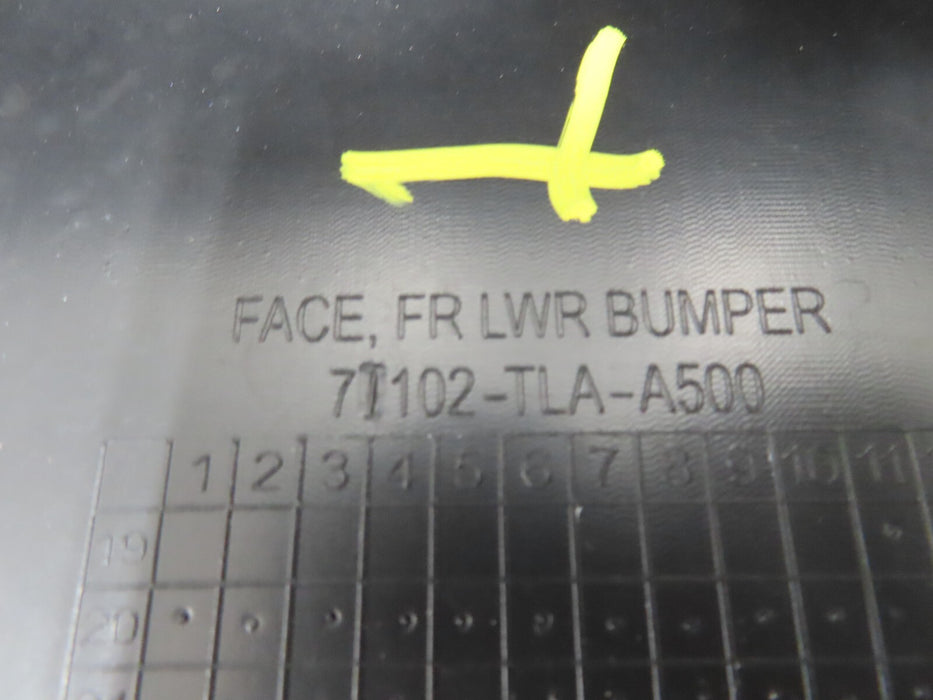 FACE, FR LWR BUMPER
71102-TLA-A500
1 2 3 4 5 6 7 8 9 10 11
19
20